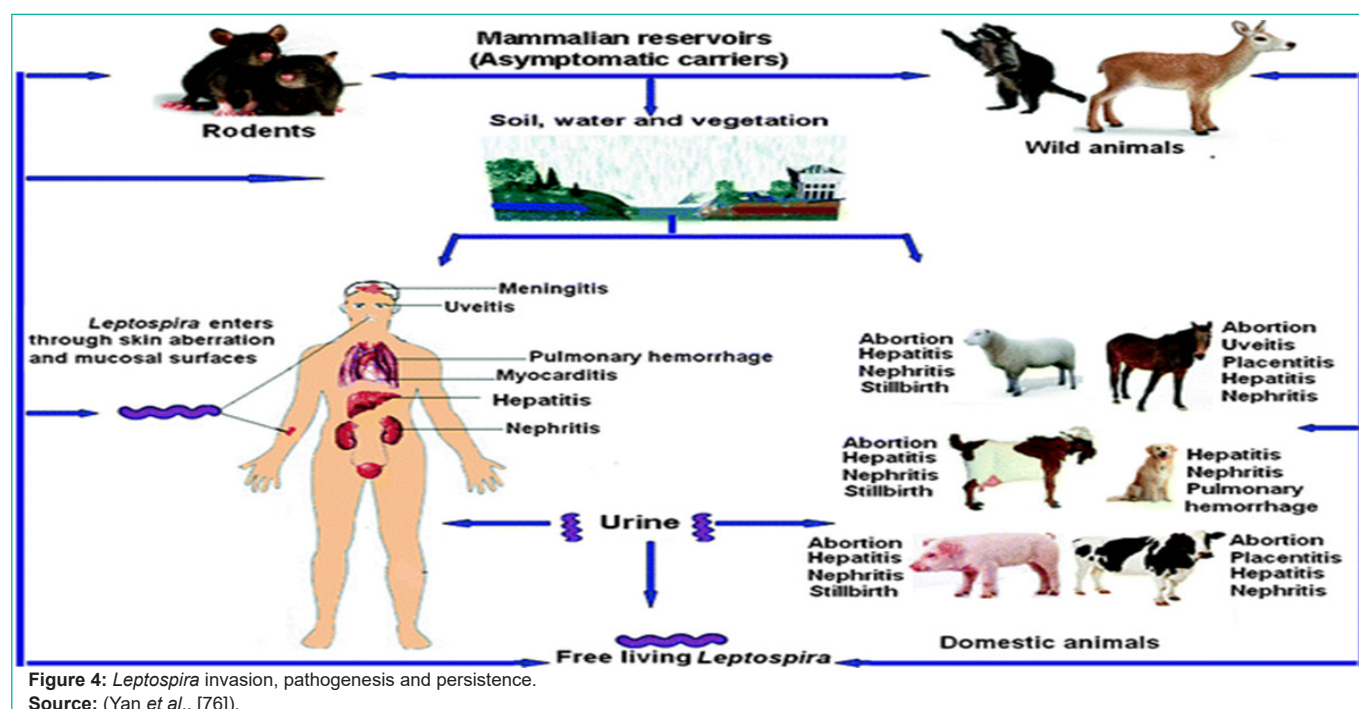 Mammalian reservoirs
(Asymptomatic carriers)
Rodents
Soil, water and vegetation
Wild animals
Meningitis
Uveitis
Leptospira enters
through skin aberration
and mucosal surfaces
Pulmonary hemorrhage
Myocarditis
Hepatitis
Nephritis
Abortion
Hepatitis
Nephritis
Stillbirth
Abortion
Uveitis
Placentitis
Hepatitis
Nephritis
Abortion
Hepatitis
Nephritis
Stillbirth
Hepatitis
Nephritis
Pulmonary
hemorrhage
Urine
Abortion
Hepatitis
Nephritis
Stillbirth
Abortion
Placentitis
Hepatitis
Nephritis
Domestic animals
Free living Leptospira
Figure 4: Leptospira invasion, pathogenesis and persistence.
Source: (Yan et al., [76]).